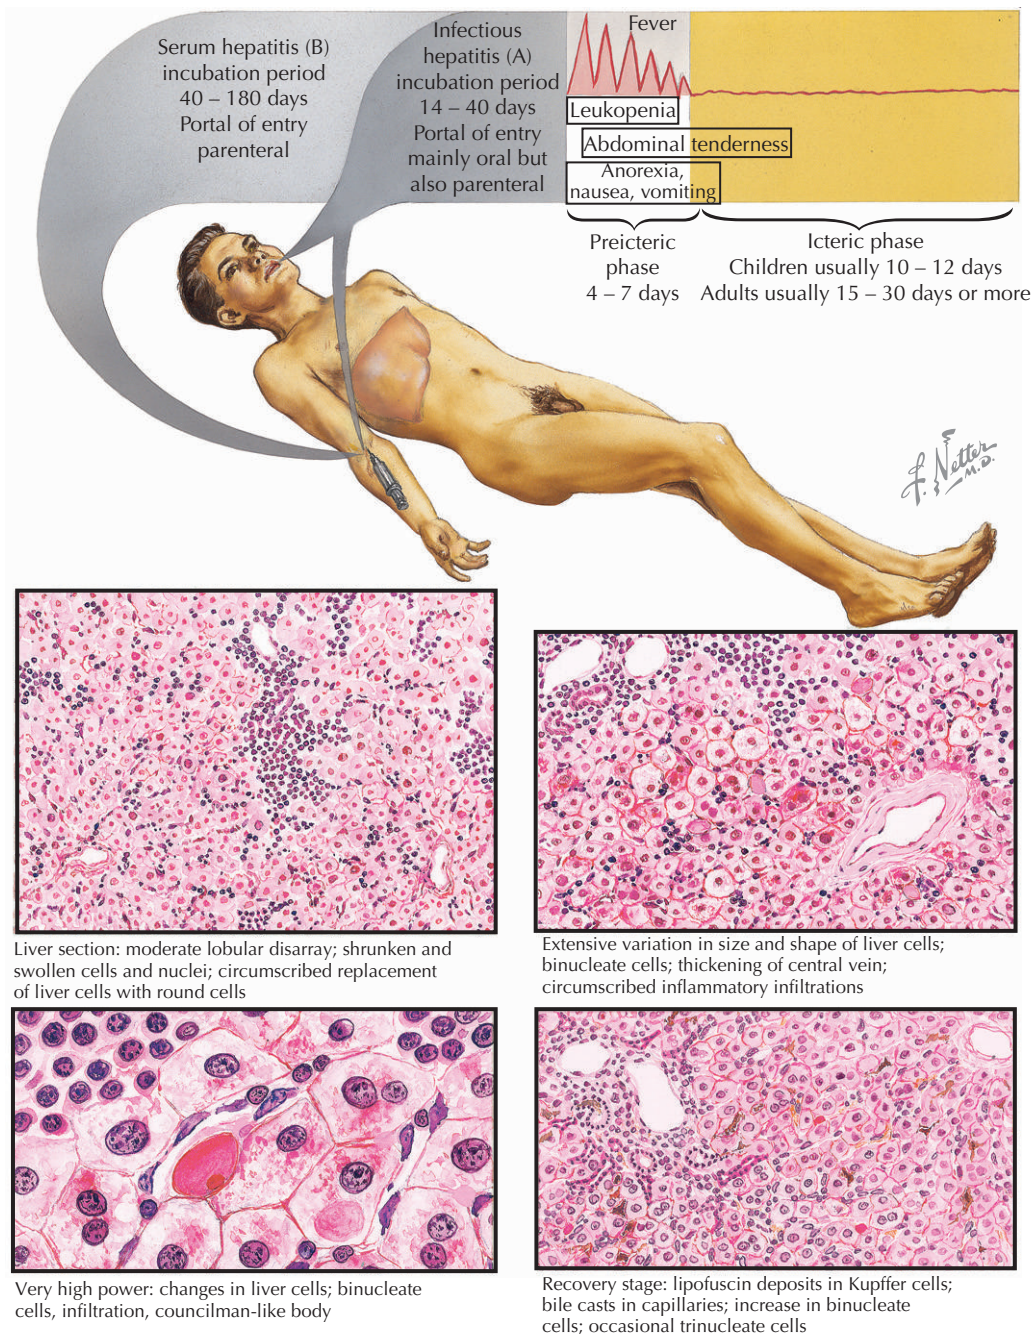 Serum hepatitis (B)
incubation period
40 – 180 days
Portal of entry
parenteral
Infectious
hepatitis (A)
incubation period
14 – 40 days
Portal of entry
mainly oral but
also parenteral
Fever
Leukopenia
Abdominal tenderness
Anorexia,
nausea, vomiting
Preicteric
phase
4 – 7 days
Icteric phase
Children usually 10 – 12 days
Adults usually 15 – 30 days or more
F. Netter
M.D.
Liver section: moderate lobular disarray; shrunken and
swollen cells and nuclei; circumscribed replacement
of liver cells with round cells
Extensive variation in size and shape of liver cells;
binucleate cells; thickening of central vein;
circumscribed inflammatory infiltrations
Very high power: changes in liver cells; binucleate
cells, infiltration, councilman-like body
Recovery stage: lipofuscin deposits in Kupffer cells;
bile casts in capillaries; increase in binucleate
cells; occasional trinucleate cells